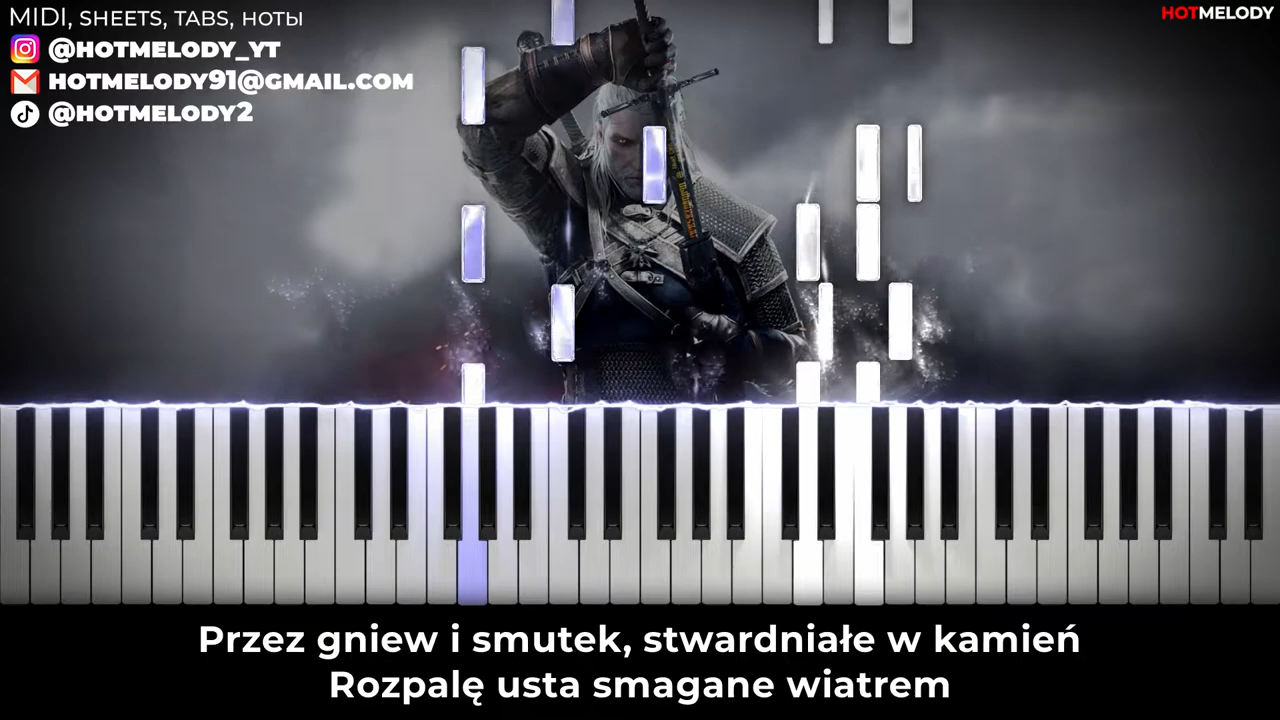 MIDI, SHEETS, TABS, НОТЫ
HOTMELODY
@HOTMELODY_YT
HOTMELODY91@GMAIL.COM
@HOTMELODY2
Przez gniew i smutek, stwardniałe w kamień
Rozpalę usta smagane wiatrem